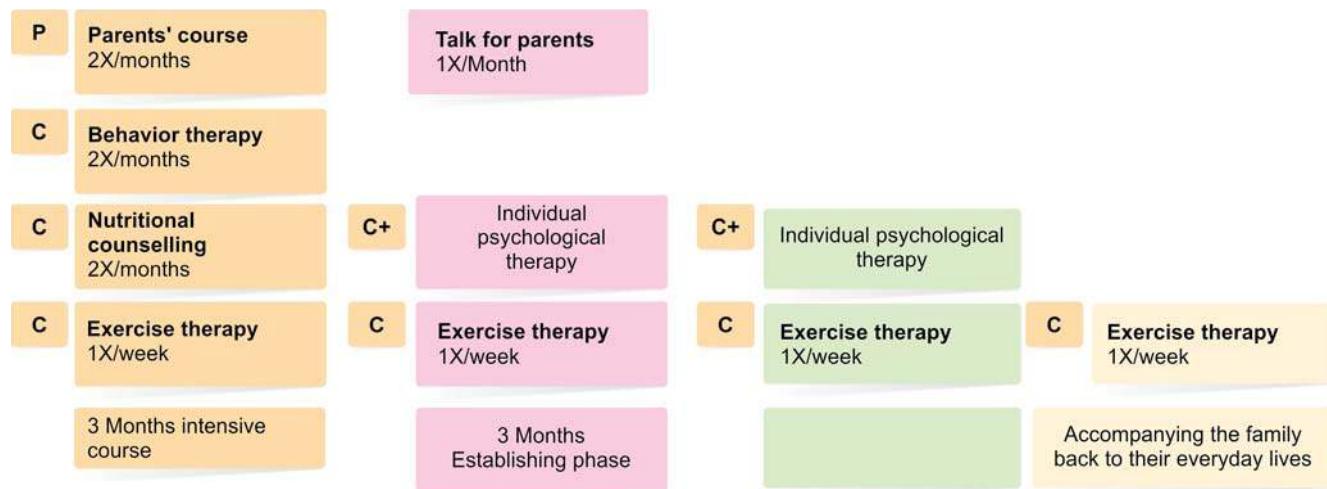 P
Parents' course
2X/months
Talk for parents
1X/Month
C
Behavior therapy
2X/months
C
Nutritional
counselling
2X/months
C+
Individual
psychological
therapy
C+
Individual psychological
therapy
C
Exercise therapy
1X/week
C
Exercise therapy
1X/week
C
Exercise therapy
1X/week
C
Exercise therapy
1X/week
3 Months intensive
course
3 Months
Establishing phase
Accompanying the family
back to their everyday lives